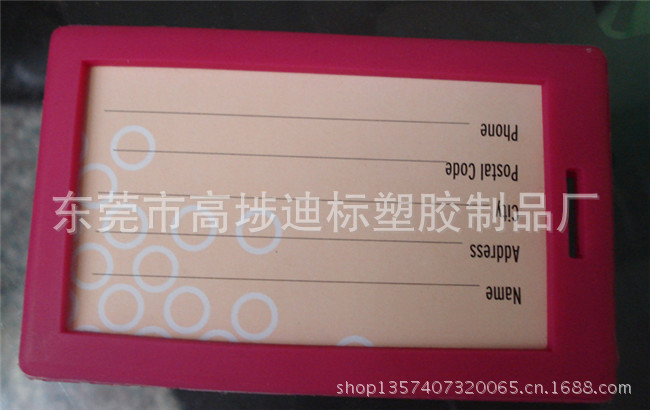 Name
Address
City
Postal Code
Phone
东莞市高埗迪标塑胶制品厂
shop1357407320065.cn.1688.com